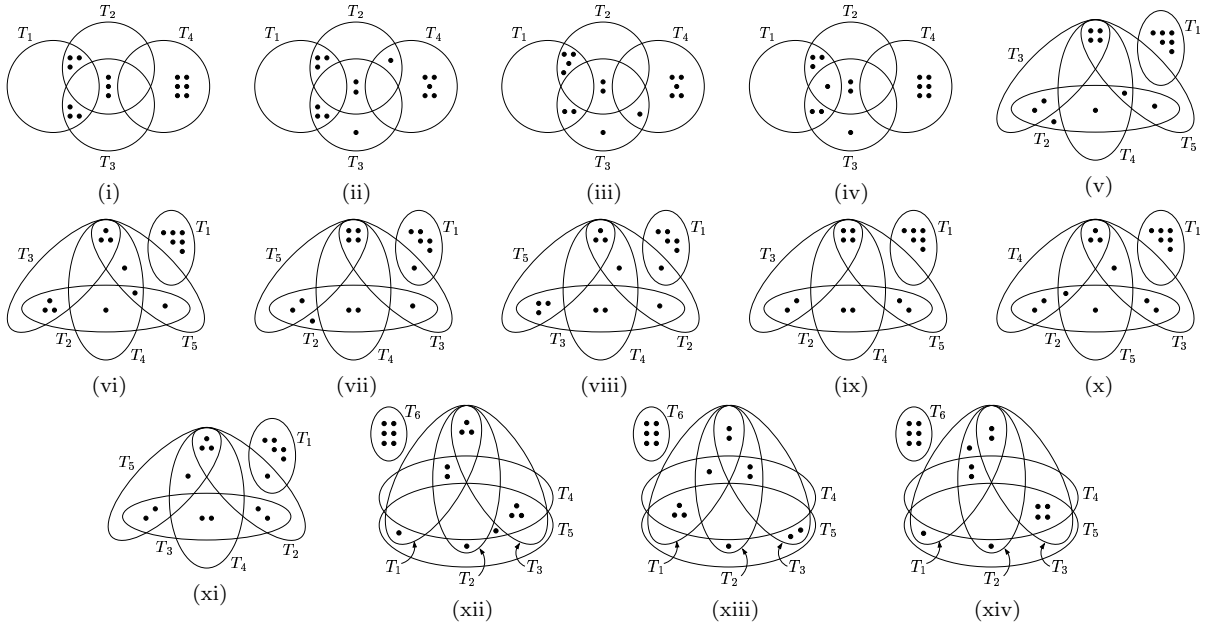 T₁ T₂ T₄ T₃
(i)
T₁ T₂ T₄ T₃
(ii)
T₁ T₂ T₄ T₃
(iii)
T₁ T₂ T₄ T₃
(iv)
T₃ T₁ T₂ T₄ T₅
(v)
T₃ T₁ T₂ T₄ T₅
(vi)
T₅ T₁ T₂ T₄ T₃
(vii)
T₅ T₁ T₃ T₄ T₂
(viii)
T₃ T₁ T₂ T₄ T₅
(ix)
T₄ T₁ T₂ T₅ T₃
(x)
T₅ T₁ T₃ T₄ T₂
(xi)
T₆ T₄ T₅ T₁ T₂ T₃
(xii)
T₆ T₄ T₅ T₁ T₂ T₃
(xiii)
T₆ T₄ T₅ T₁ T₂ T₃
(xiv)